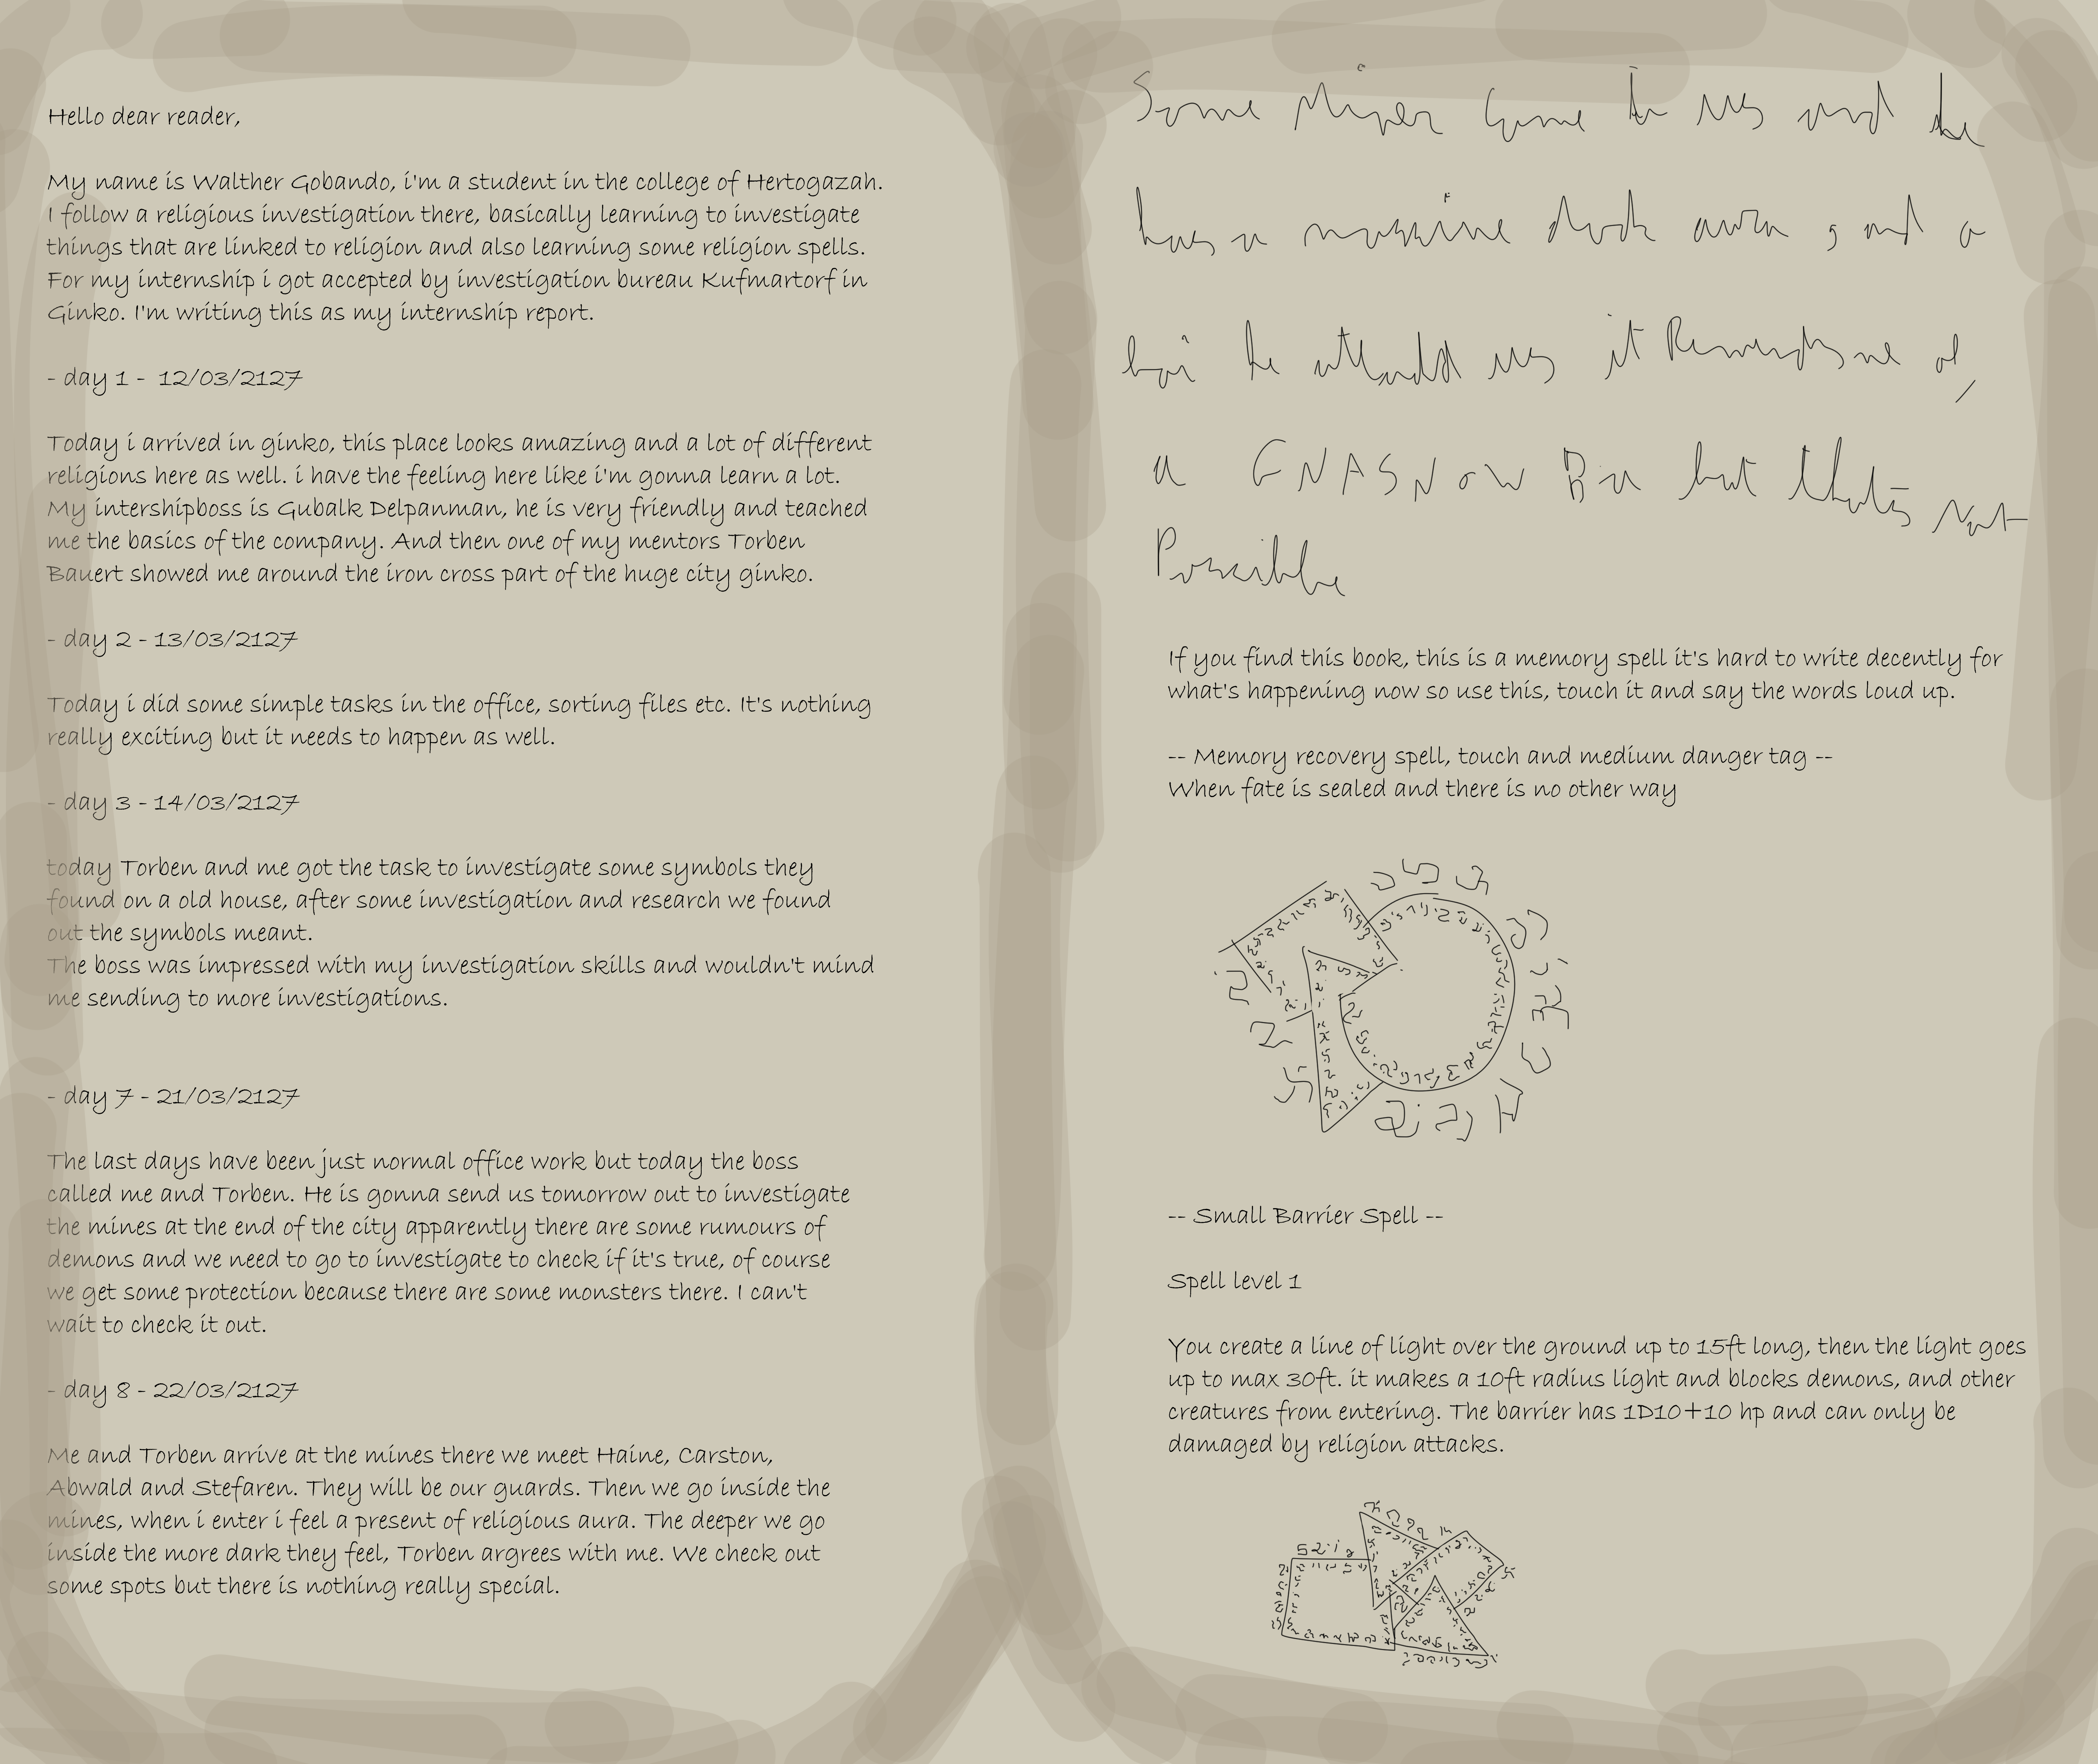 Hello dear reader,
My name is Walther Gobando, i'm a student in the college of Hertogazah.
I follow a religious investigation there, basically learning to investigate
things that are linked to religion and also learning some religion spells.
For my internship i got accepted by investigation bureau Kufmartorf in
Ginko. I'm writing this as my internship report.
- day 1 - 12/03/2127
Today i arrived in ginko, this place looks amazing and a lot of different
religions here as well. i have the feeling here like i'm gonna learn a lot.
My intershipboss is Gubalk Delpanman, he is very friendly and teached
me the basics of the company. And then one of my mentors Torben
Bauert showed me around the iron cross part of the huge city ginko.
- day 2 - 13/03/2127
Today i did some simple tasks in the office, sorting files etc. It's nothing
really exciting but it needs to happen as well.
- day 3 - 14/03/2127
today Torben and me got the task to investigate some symbols they
found on a old house, after some investigation and research we found
out the symbols meant.
The boss was impressed with my investigation skills and wouldn't mind
me sending to more investigations.
- day 7 - 21/03/2127
The last days have been just normal office work but today the boss
called me and Torben. He is gonna send us tomorrow out to investigate
the mines at the end of the city apparently there are some rumours of
demons and we need to go to investigate to check if it's true, of course
we get some protection because there are some monsters there. I can't
wait to check it out.
- day 8 - 22/03/2127
Me and Torben arrive at the mines there we meet Haine, Carston,
Abwald and Stefaren. They will be our guards. Then we go inside the
mines, when i enter i feel a present of religious aura. The deeper we go
inside the more dark they feel, Torben argrees with me. We check out
some spots but there is nothing really special.
Some came to us and he
has a massive dark aura, and a
he us it Reminds me of,
a but that's Not
Possible
If you find this book, this is a memory spell it's hard to write decently for
what's happening now so use this, touch it and say the words loud up.
-- Memory recovery spell, touch and medium danger tag --
When fate is sealed and there is no other way
-- Small Barrier Spell --
Spell level 1
You create a line of light over the ground up to 15ft long, then the light goes
up to max 30ft. it makes a 10ft radius light and blocks demons, and other
creatures from entering. The barrier has 1D10+10 hp and can only be
damaged by religion attacks.